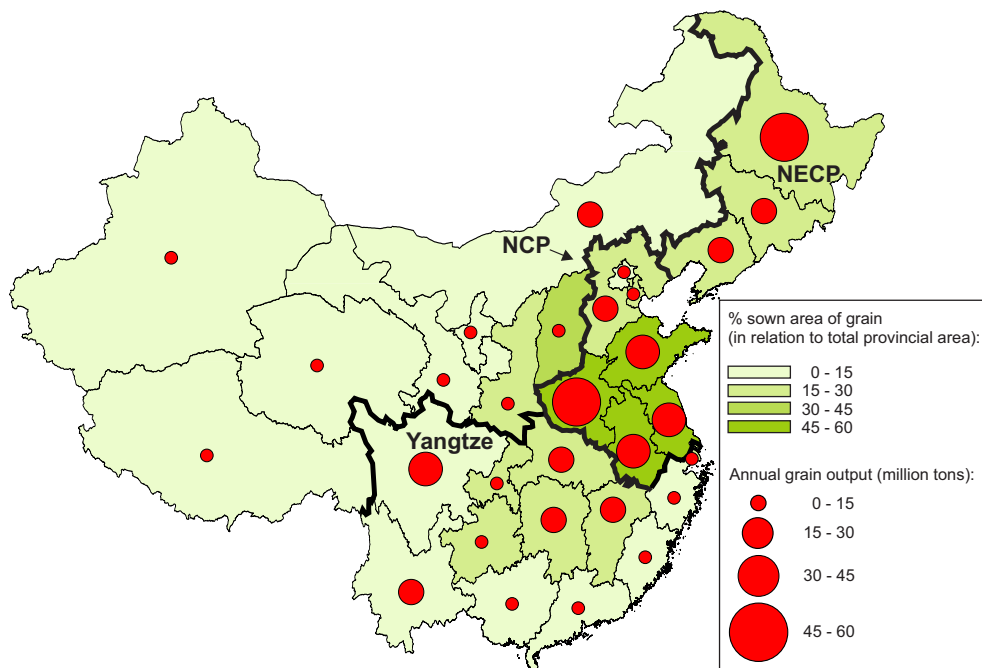 NECP
NCP
Yangtze
% sown area of grain
(in relation to total provincial area):
0 - 15
15 - 30
30 - 45
45 - 60
Annual grain output (million tons):
0 - 15
15 - 30
30 - 45
45 - 60